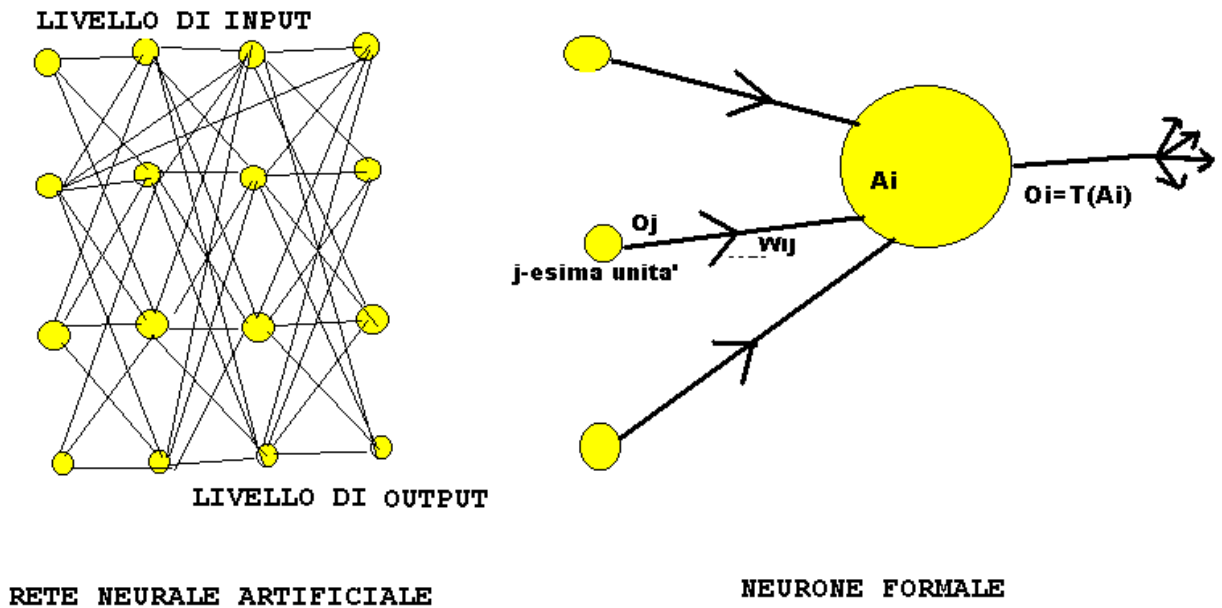 LIVELLO DI INPUT
Ai
Oi=T(Ai)
Oj
Wij
j-esima unita'
LIVELLO DI OUTPUT
RETE NEURALE ARTIFICIALE
NEURONE FORMALE